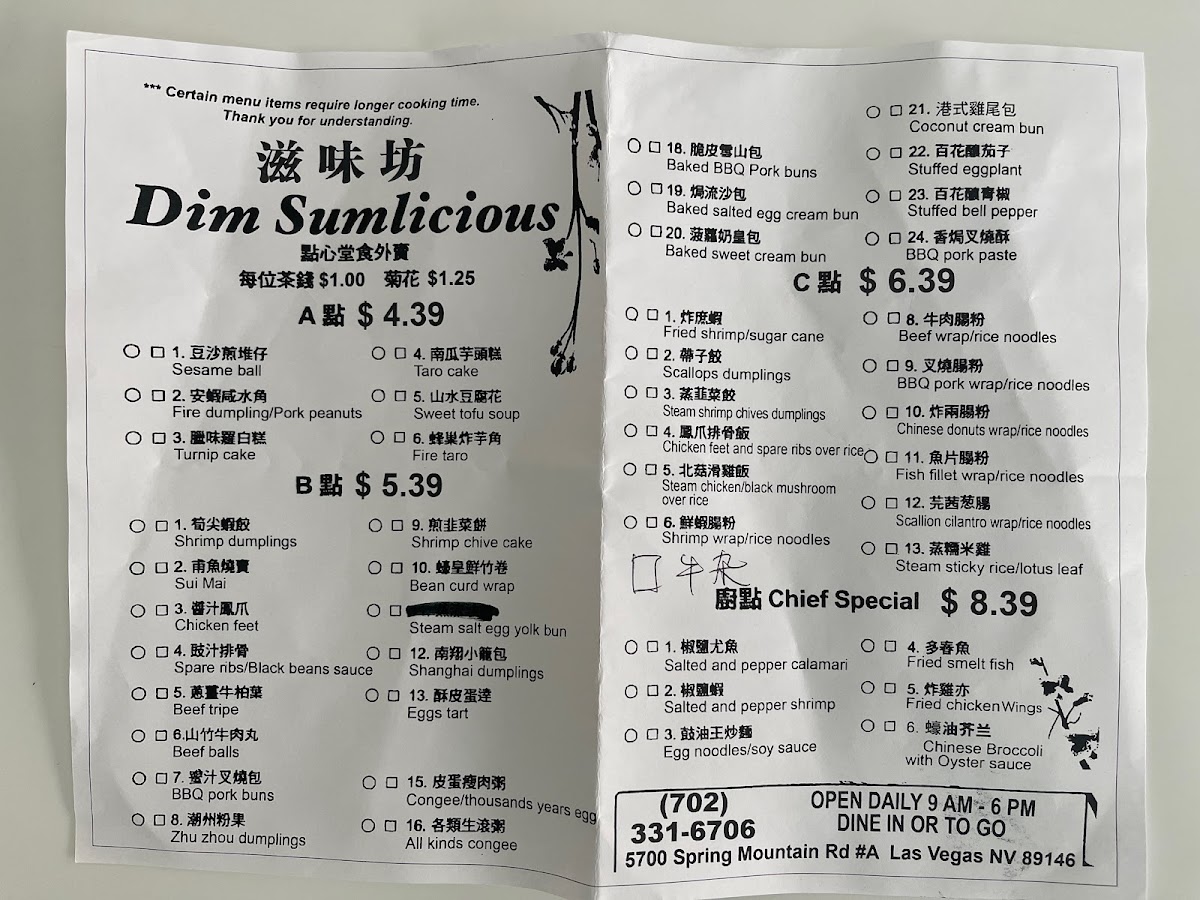 *** Certain menu items require longer cooking time.
Thank you for understanding.
滋味坊
Dim Sumlicious
點心堂食外賣
每位茶錢 $1.00 菊花 $1.25
A 點 $ 4.39
1. 豆沙煎堆仔
Sesame ball
2. 安蝦咸水角
Fire dumpling/Pork peanuts
3. 臘味蘿白糕
Turnip cake
4. 南瓜芋頭糕
Taro cake
5. 山水豆腐花
Sweet tofu soup
6. 蜂巢炸芋角
Fire taro
B 點 $ 5.39
1. 筍尖蝦餃
Shrimp dumplings
2. 甫魚燒賣
Sui Mai
3. 醬汁鳳爪
Chicken feet
4. 豉汁排骨
Spare ribs/Black beans sauce
5. 蔥薑牛柏葉
Beef tripe
6.山竹牛肉丸
Beef balls
7. 蜜汁叉燒包
BBQ pork buns
8. 潮州粉果
Zhu zhou dumplings
9. 煎韭菜餅
Shrimp chive cake
10. 蠔皇鮮竹卷
Bean curd wrap
Steam salt egg yolk bun
12. 南翔小籠包
Shanghai dumplings
13. 酥皮蛋達
Eggs tart
15. 皮蛋瘦肉粥
Congee/thousands years egg
16. 各類生滾粥
All kinds congee
18. 脆皮雪山包
Baked BBQ Pork buns
19. 焗流沙包
Baked salted egg cream bun
20. 菠蘿奶皇包
Baked sweet cream bun
21. 港式雞尾包
Coconut cream bun
22. 百花釀茄子
Stuffed eggplant
23. 百花釀青椒
Stuffed bell pepper
24. 香焗叉燒酥
BBQ pork paste
C 點 $ 6.39
1. 炸庶蝦
Fried shrimp/sugar cane
2. 帶子餃
Scallops dumplings
3. 蒸韮菜餃
Steam shrimp chives dumplings
4. 鳳爪排骨飯
Chicken feet and spare ribs over rice
5. 北菇滑雞飯
Steam chicken/black mushroom
over rice
6. 鮮蝦腸粉
Shrimp wrap/rice noodles
牛杂
8. 牛肉腸粉
Beef wrap/rice noodles
9. 叉燒腸粉
BBQ pork wrap/rice noodles
10. 炸兩腸粉
Chinese donuts wrap/rice noodles
11. 魚片腸粉
Fish fillet wrap/rice noodles
12. 芫茜葱腸
Scallion cilantro wrap/rice noodles
13. 蒸糯米雞
Steam sticky rice/lotus leaf
廚點 Chief Special $ 8.39
1. 椒鹽尤魚
Salted and pepper calamari
2. 椒鹽蝦
Salted and pepper shrimp
3. 鼓油王炒麵
Egg noodles/soy sauce
4. 多春魚
Fried smelt fish
5. 炸雞亦
Fried chicken Wings
6. 蠔油芥兰
Chinese Broccoli
with Oyster sauce
(702)
331-6706
OPEN DAILY 9 AM - 6 PM
DINE IN OR TO GO
5700 Spring Mountain Rd #A Las Vegas NV 89146